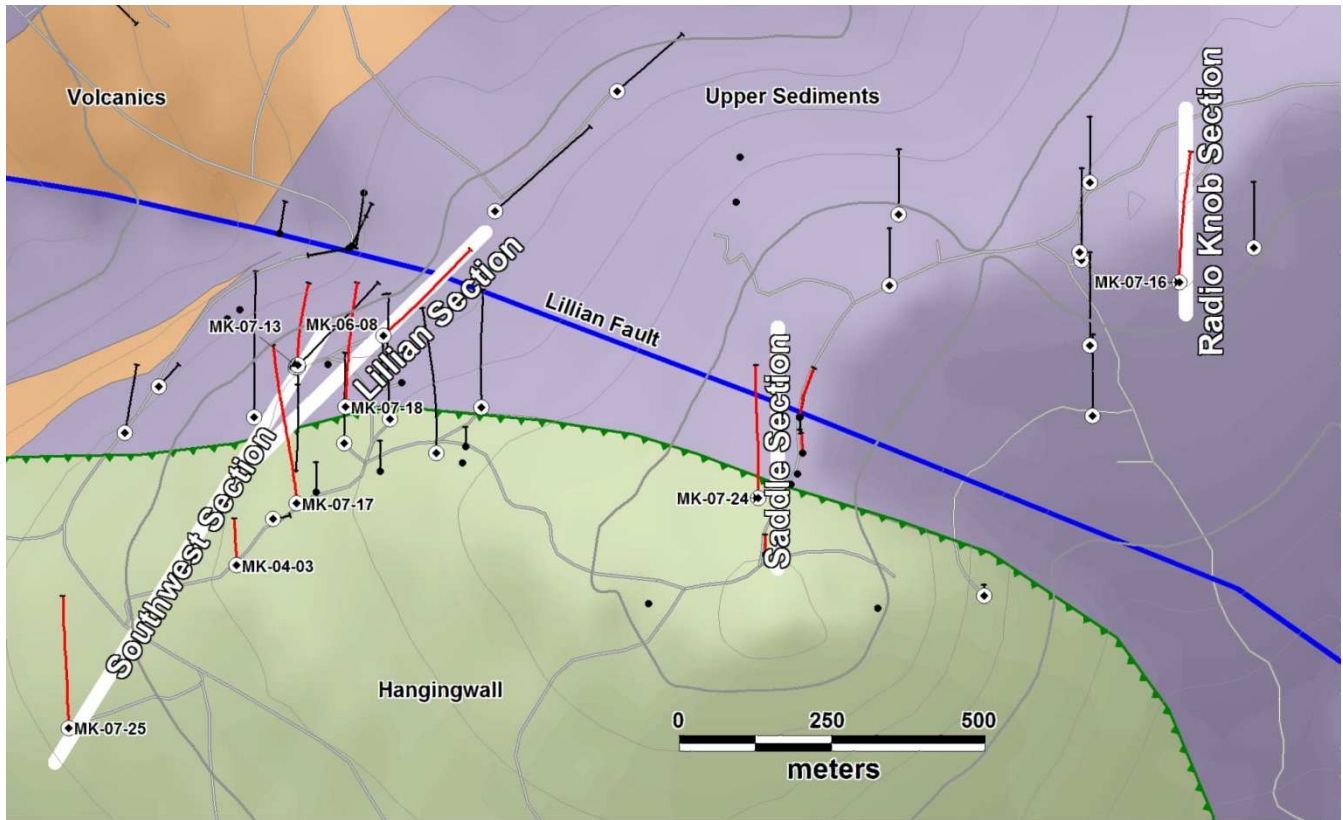 Volcanics
Upper Sediments
Radio Knob Section
MK-07-16
Lillian Fault
Lillian Section
MK-07-13
MK-06-08
MK-07-18
Saddle Section
MK-07-24
MK-07-17
MK-04-03
Southwest Section
Hangingwall
MK-07-25
0 250 500
meters